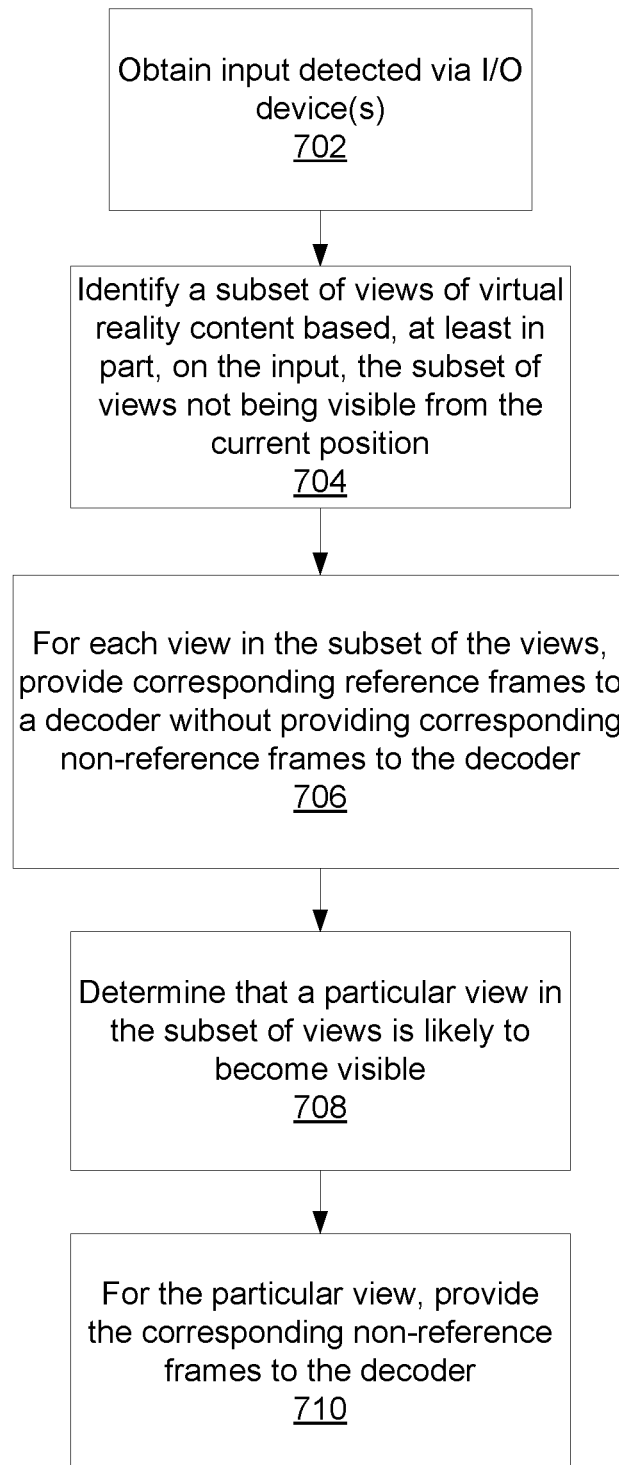 Obtain input detected via I/O
device(s)
702
Identify a subset of views of virtual
reality content based, at least in
part, on the input, the subset of
views not being visible from the
current position
704
For each view in the subset of the views,
provide corresponding reference frames to
a decoder without providing corresponding
non-reference frames to the decoder
706
Determine that a particular view in
the subset of views is likely to
become visible
708
For the particular view, provide
the corresponding non-reference
frames to the decoder
710